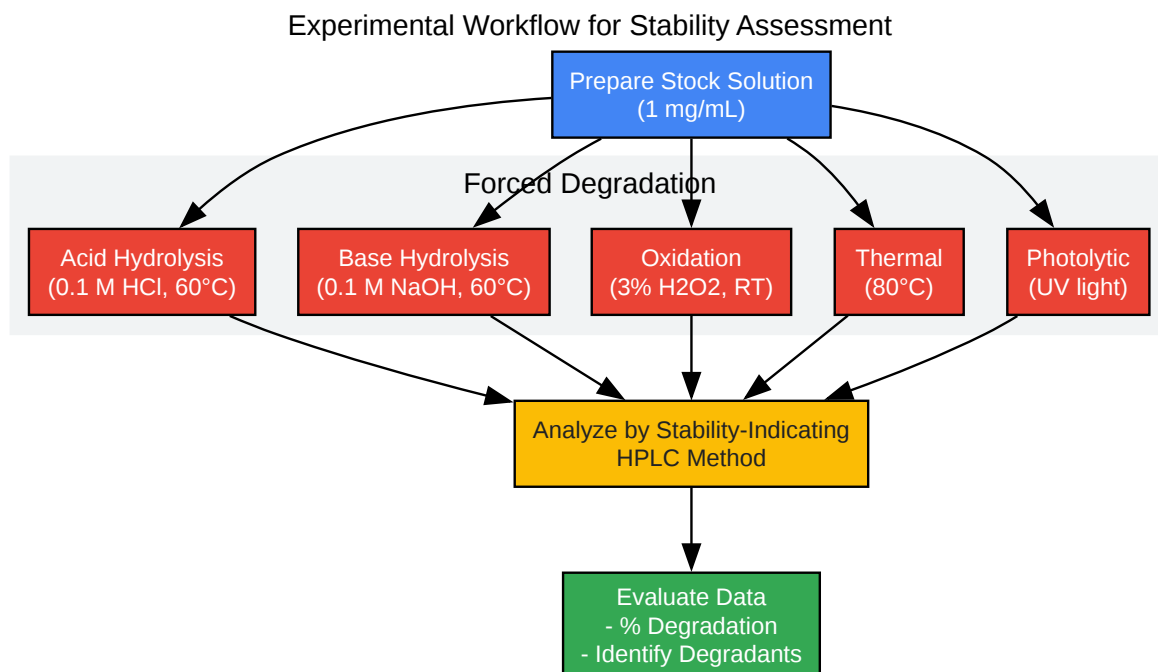 Experimental Workflow for Stability Assessment
Prepare Stock Solution
(1 mg/mL)
Forced Degradation
Acid Hydrolysis
(0.1 M HCl, 60°C)
Base Hydrolysis
(0.1 M NaOH, 60°C)
Oxidation
(3% H2O2, RT)
Thermal
(80°C)
Photolytic
(UV light)
Analyze by Stability-Indicating
HPLC Method
Evaluate Data
- % Degradation
- Identify Degradants